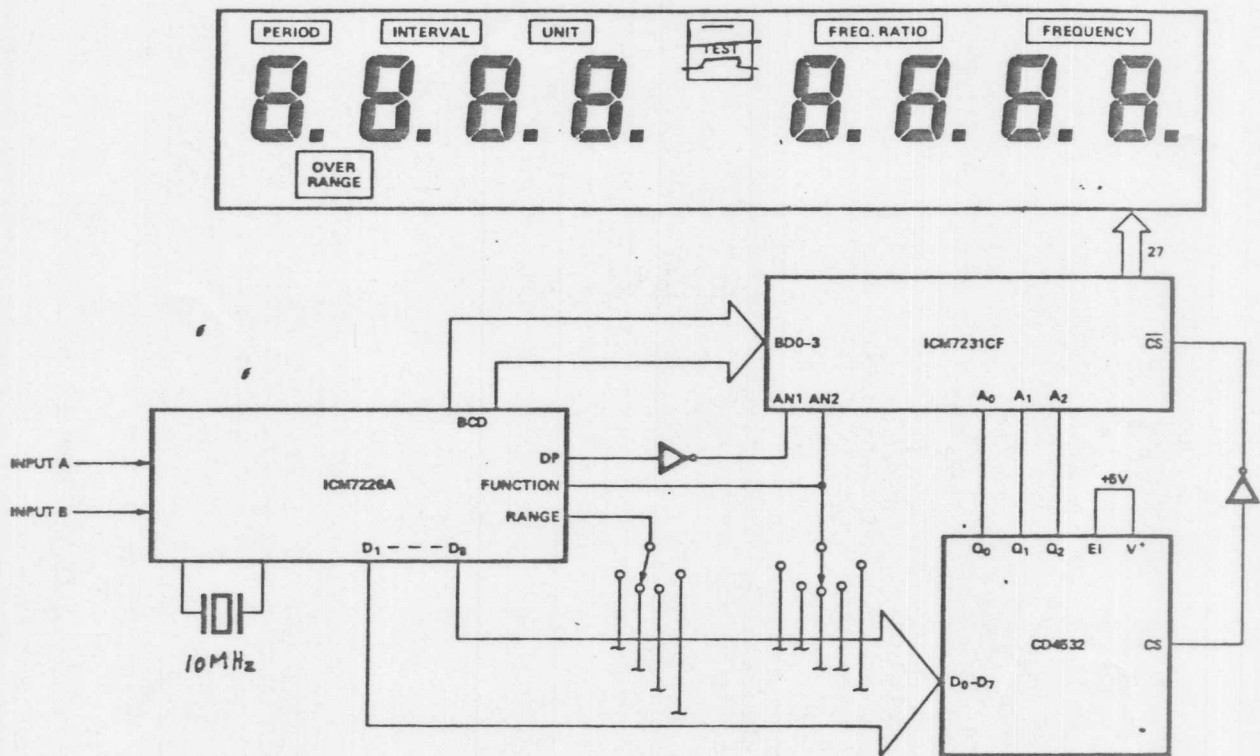 PERIOD INTERVAL UNIT TEST FREQ. RATIO FREQUENCY
8. 8. 8. 8. 8. 8. 8. 8.
OVER
RANGE
27
BD0-3 ICM7231CF CS
AN1 AN2 A0 A1 A2
BCD
INPUT A
DP
ICM7226A FUNCTION
INPUT B
RANGE
+5V
D1 - - - - D8
Q0 Q1 Q2 EI V+
10MHz
CD4532 CS
D0-D7